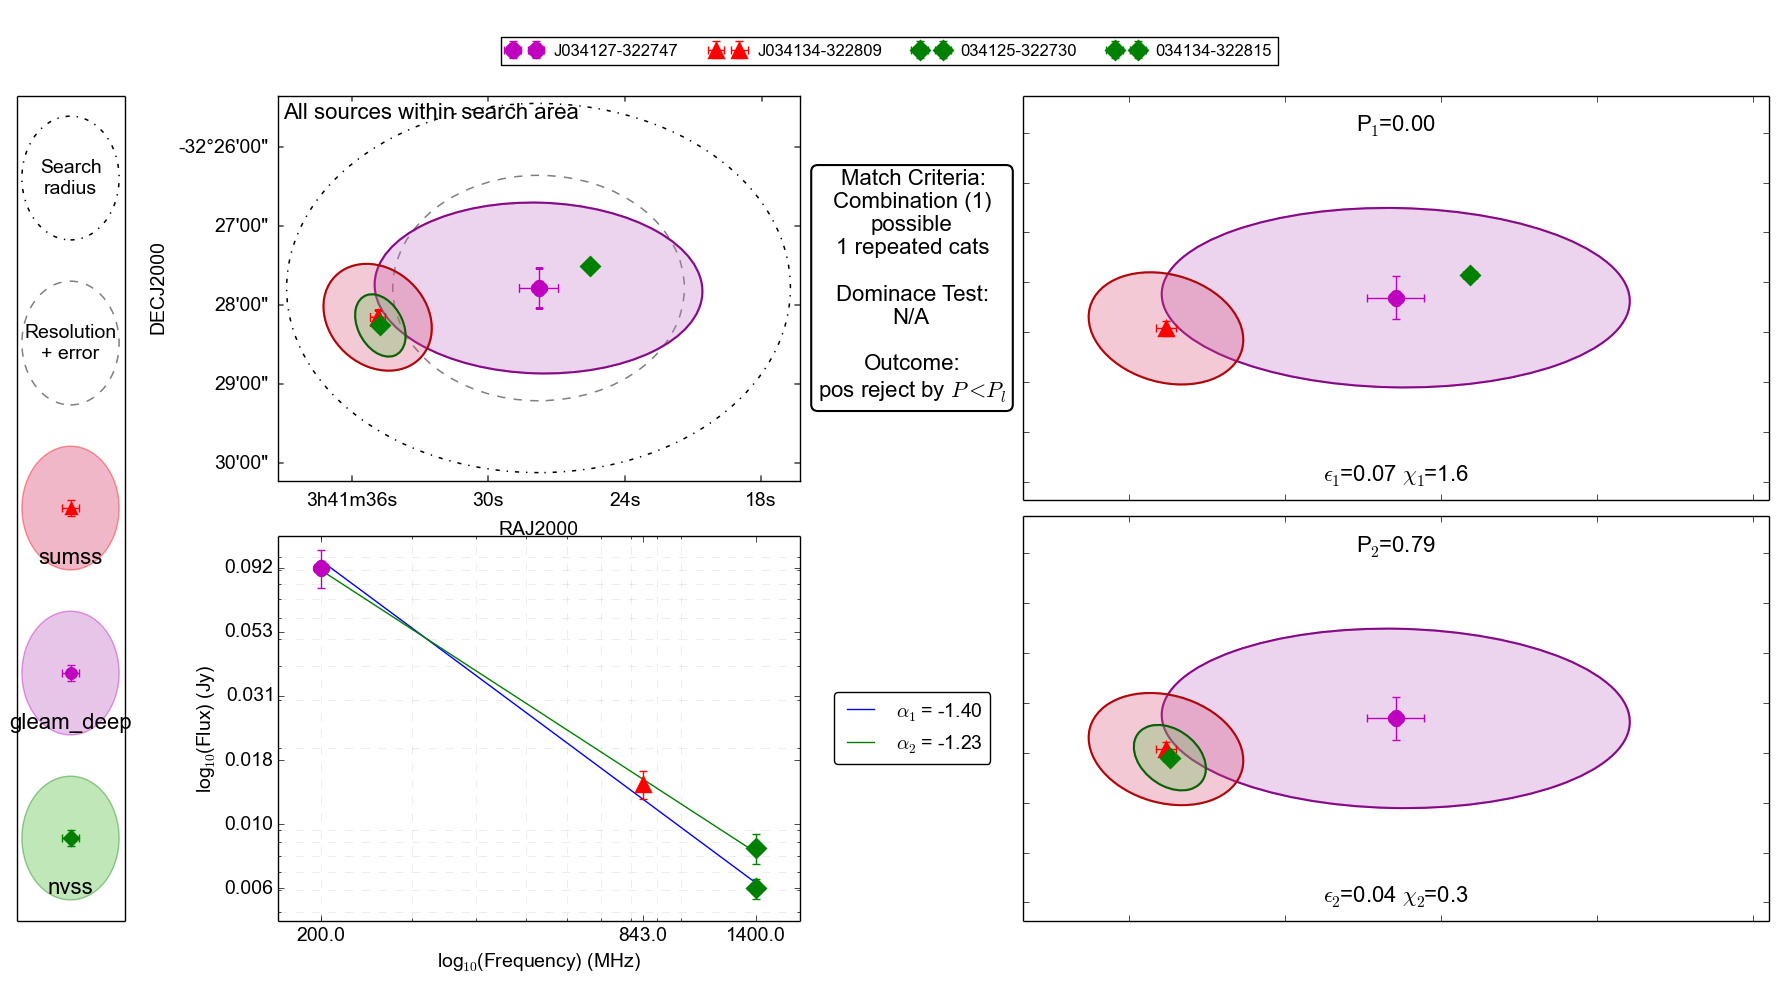 J034127-322747
J034134-322809
034125-322730
034134-322815
Search
radius
Resolution
+ error
sumss
gleam_deep
nvss
All sources within search area
DECJ2000
-32°26'00"
27'00"
28'00"
29'00"
30'00"
3h41m36s
30s
24s
18s
RAJ2000
Match Criteria:
Combination (1)
possible
1 repeated cats
Dominace Test:
N/A
Outcome:
pos reject by P<P_l
P_1=0.00
ϵ_1=0.07 χ_1=1.6
log_10(Flux) (Jy)
0.092
0.053
0.031
0.018
0.010
0.006
200.0
843.0
1400.0
log_10(Frequency) (MHz)
α_1 = -1.40
α_2 = -1.23
P_2=0.79
ϵ_2=0.04 χ_2=0.3